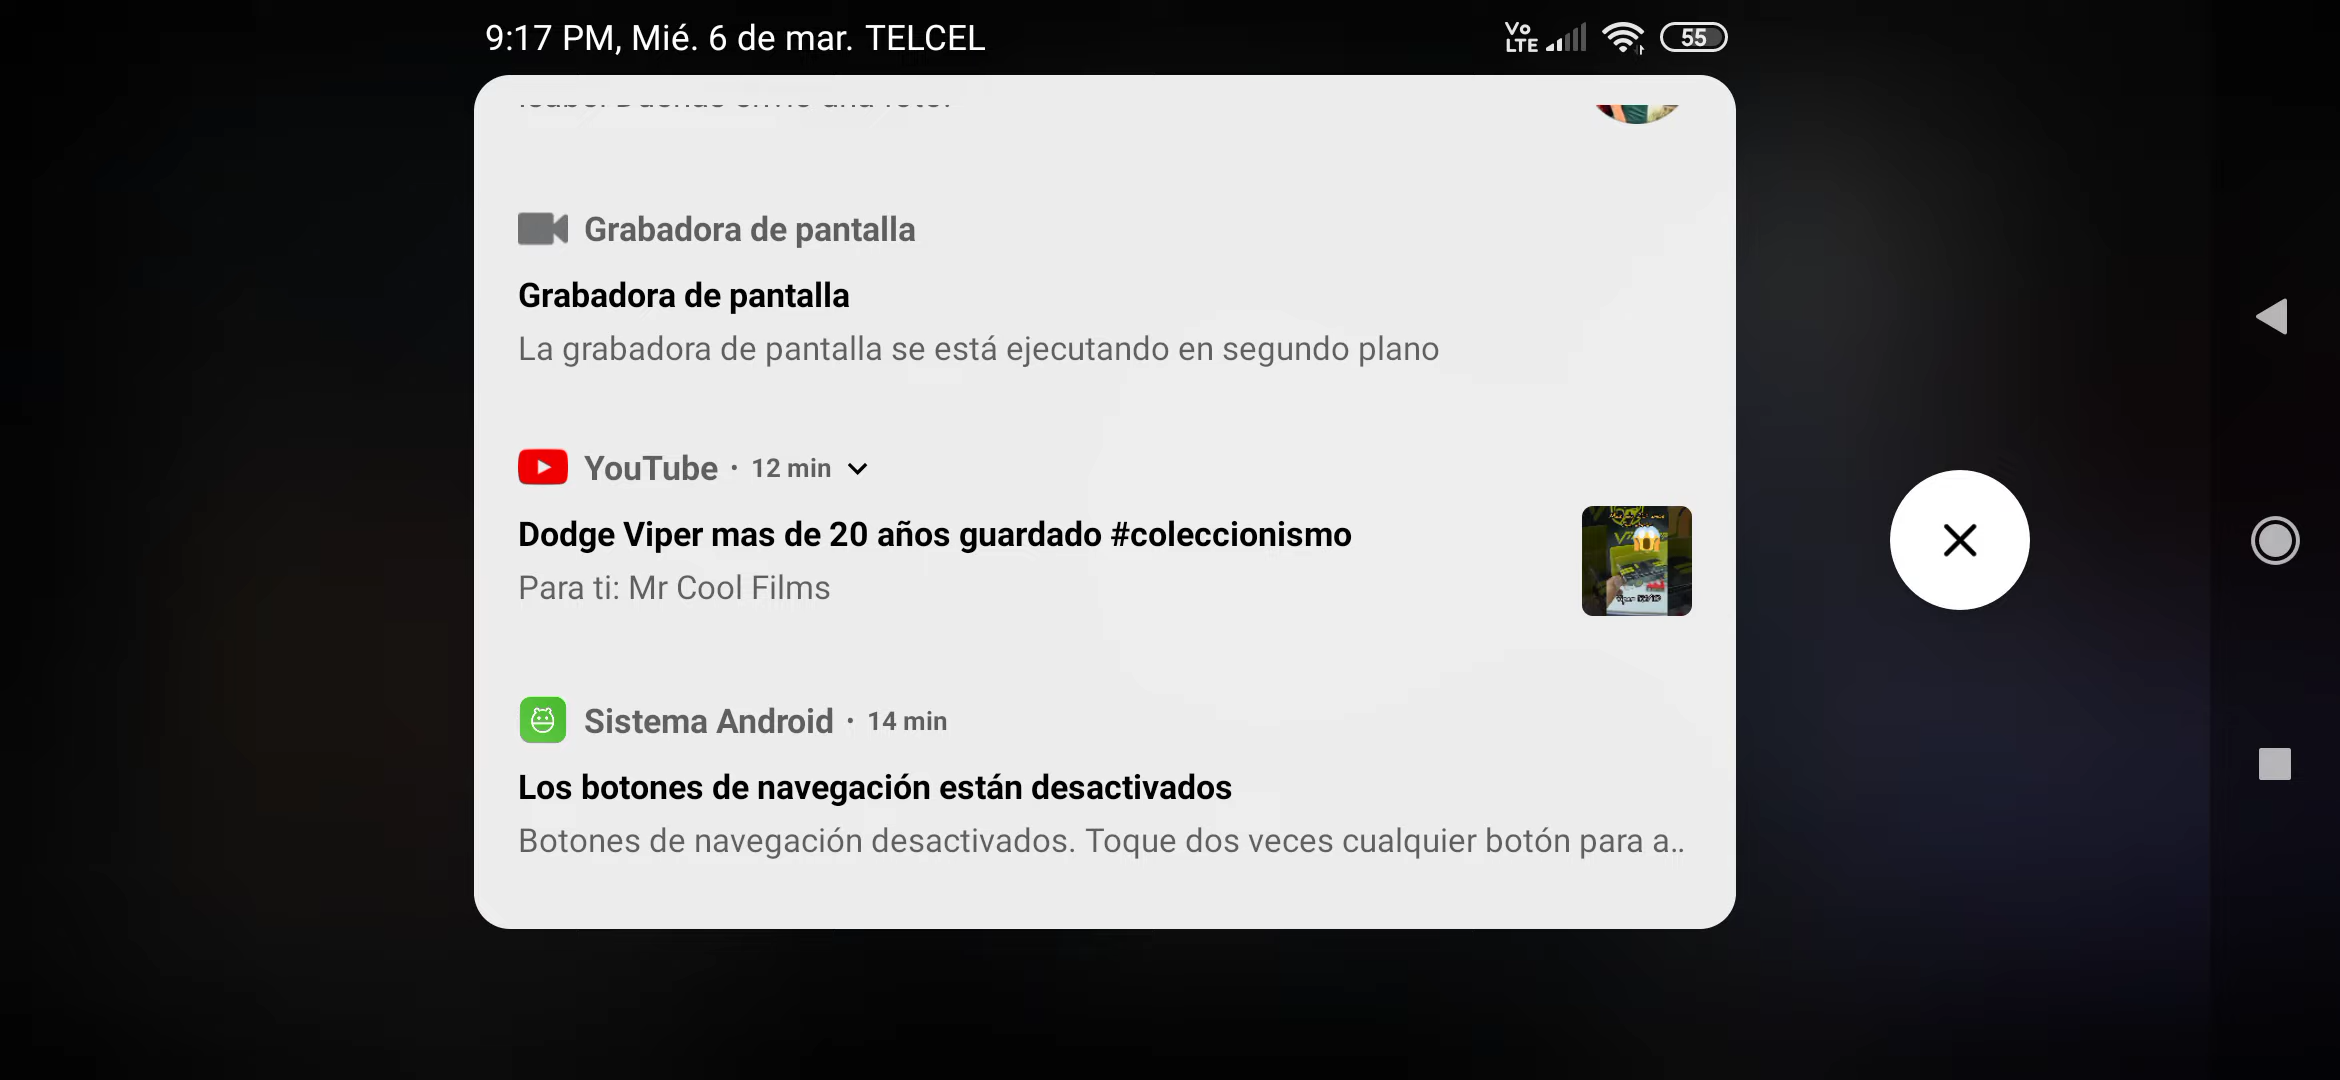 9:17 PM, Mié. 6 de mar. TELCEL
Vo LTE
55
envió una foto.
Grabadora de pantalla
Grabadora de pantalla
La grabadora de pantalla se está ejecutando en segundo plano
YouTube · 12 min
Dodge Viper mas de 20 años guardado #coleccionismo
Para ti: Mr Cool Films
Sistema Android · 14 min
Los botones de navegación están desactivados
Botones de navegación desactivados. Toque dos veces cualquier botón para a..